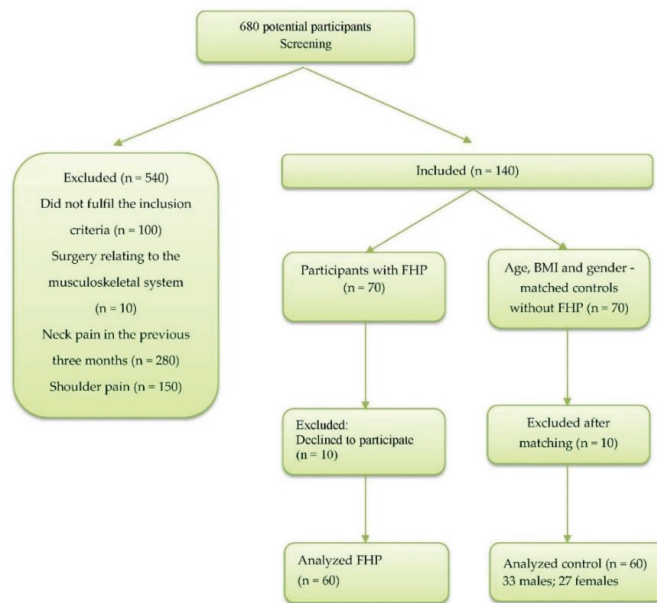 680 potential participants
Screening
Excluded (n = 540)
Did not fulfil the inclusion
criteria (n = 100)
Surgery relating to the
musculoskeletal system
(n = 10)
Neck pain in the previous
three months (n = 280)
Shoulder pain (n = 150)
Included (n = 140)
Participants with FHP
(n = 70)
Age, BMI and gender -
matched controls
without FHP (n = 70)
Excluded:
Declined to participate
(n = 10)
Excluded after
matching (n = 10)
Analyzed FHP
(n = 60)
Analyzed control (n = 60)
33 males; 27 females